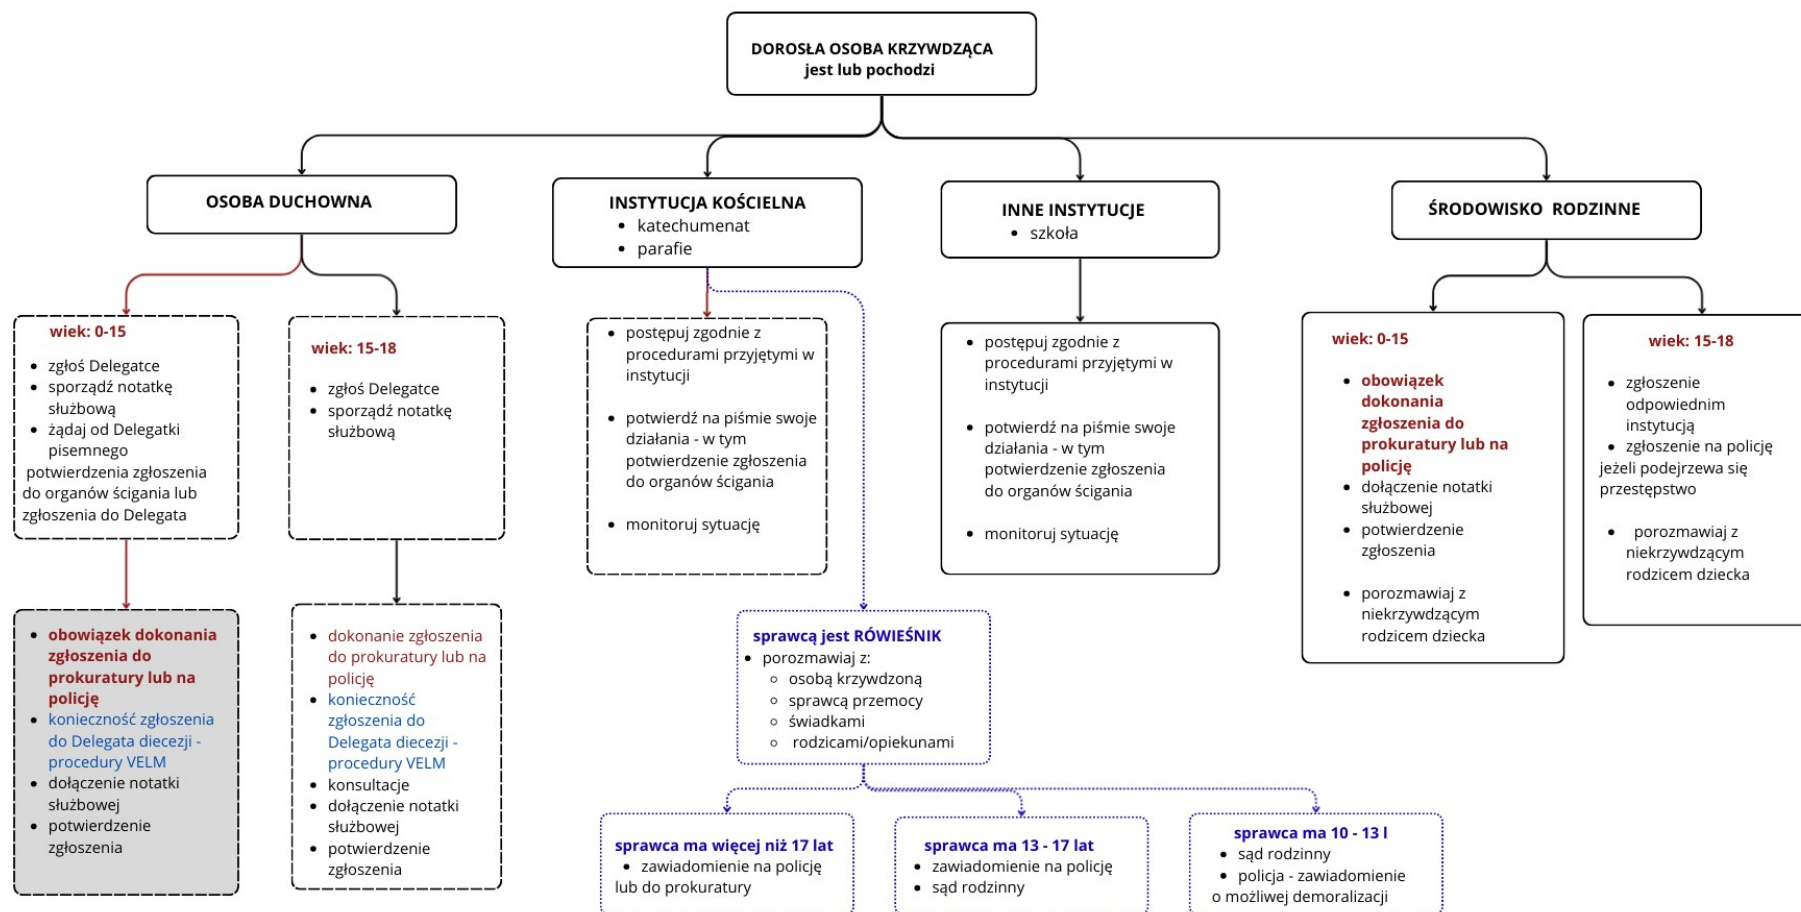 DOROSŁA OSOBA KRZYWDZĄCA
jest lub pochodzi
OSOBA DUCHOWNA
INSTYTUCJA KOŚCIELNA
• katechumenat
• parafie
INNE INSTYTUCJE
• szkoła
ŚRODOWISKO RODZINNE
wiek: 0-15
• zgłoś Delegatce
• sporządź notatkę
służbową
• żądaj od Delegatki
pisemnego
potwierdzenia zgłoszenia
do organów ścigania lub
zgłoszenia do Delegata
wiek: 15-18
• zgłoś Delegatce
• sporządź notatkę
służbową
• postępuj zgodnie z
procedurami przyjętymi w
instytucji
• potwierdź na piśmie swoje
działania - w tym
potwierdzenie zgłoszenia
do organów ścigania
• monitoruj sytuację
• postępuj zgodnie z
procedurami przyjętymi w
instytucji
• potwierdź na piśmie swoje
działania - w tym
potwierdzenie zgłoszenia
do organów ścigania
• monitoruj sytuację
wiek: 0-15
• obowiązek
dokonania
zgłoszenia do
prokuratury lub na
policję
• dołączenie notatki
służbowej
• potwierdzenie
zgłoszenia
• porozmawiaj z
niekrzywdzącym
rodzicem dziecka
wiek: 15-18
• zgłoszenie
odpowiednim
instytucją
• zgłoszenie na policję
jeżeli podejrzewa się
przestępstwo
• porozmawiaj z
niekrzywdzącym
rodzicem dziecka
• obowiązek dokonania
zgłoszenia do
prokuratury lub na
policję
• konieczność zgłoszenia
do Delegata diecezji -
procedury VELM
• dołączenie notatki
służbowej
• potwierdzenie
zgłoszenia
• dokonanie zgłoszenia
do prokuratury lub na
policję
• konieczność
zgłoszenia do
Delegata diecezji -
procedury VELM
• konsultacje
• dołączenie notatki
służbowej
• potwierdzenie
zgłoszenia
sprawcą jest RÓWIEŚNIK
• porozmawiaj z:
○ osobą krzywdzoną
○ sprawcą przemocy
○ świadkami
○ rodzicami/opiekunami
sprawca ma więcej niż 17 lat
• zawiadomienie na policję
lub do prokuratury
sprawca ma 13 - 17 lat
• zawiadomienie na policję
• sąd rodzinny
sprawca ma 10 - 13 l
• sąd rodzinny
• policja - zawiadomienie
o możliwej demoralizacji